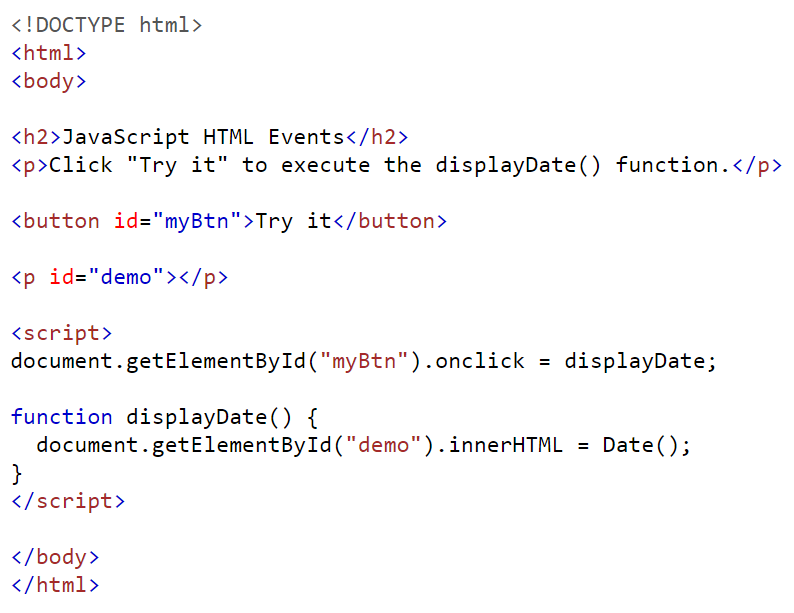 <!DOCTYPE html>
<html>
<body>
<h2>JavaScript HTML Events</h2>
<p>Click "Try it" to execute the displayDate() function.</p>
<button id="myBtn">Try it</button>
<p id="demo"></p>
<script>
document.getElementById("myBtn").onclick = displayDate;
function displayDate() {
  document.getElementById("demo").innerHTML = Date();
}
</script>
</body>
</html>